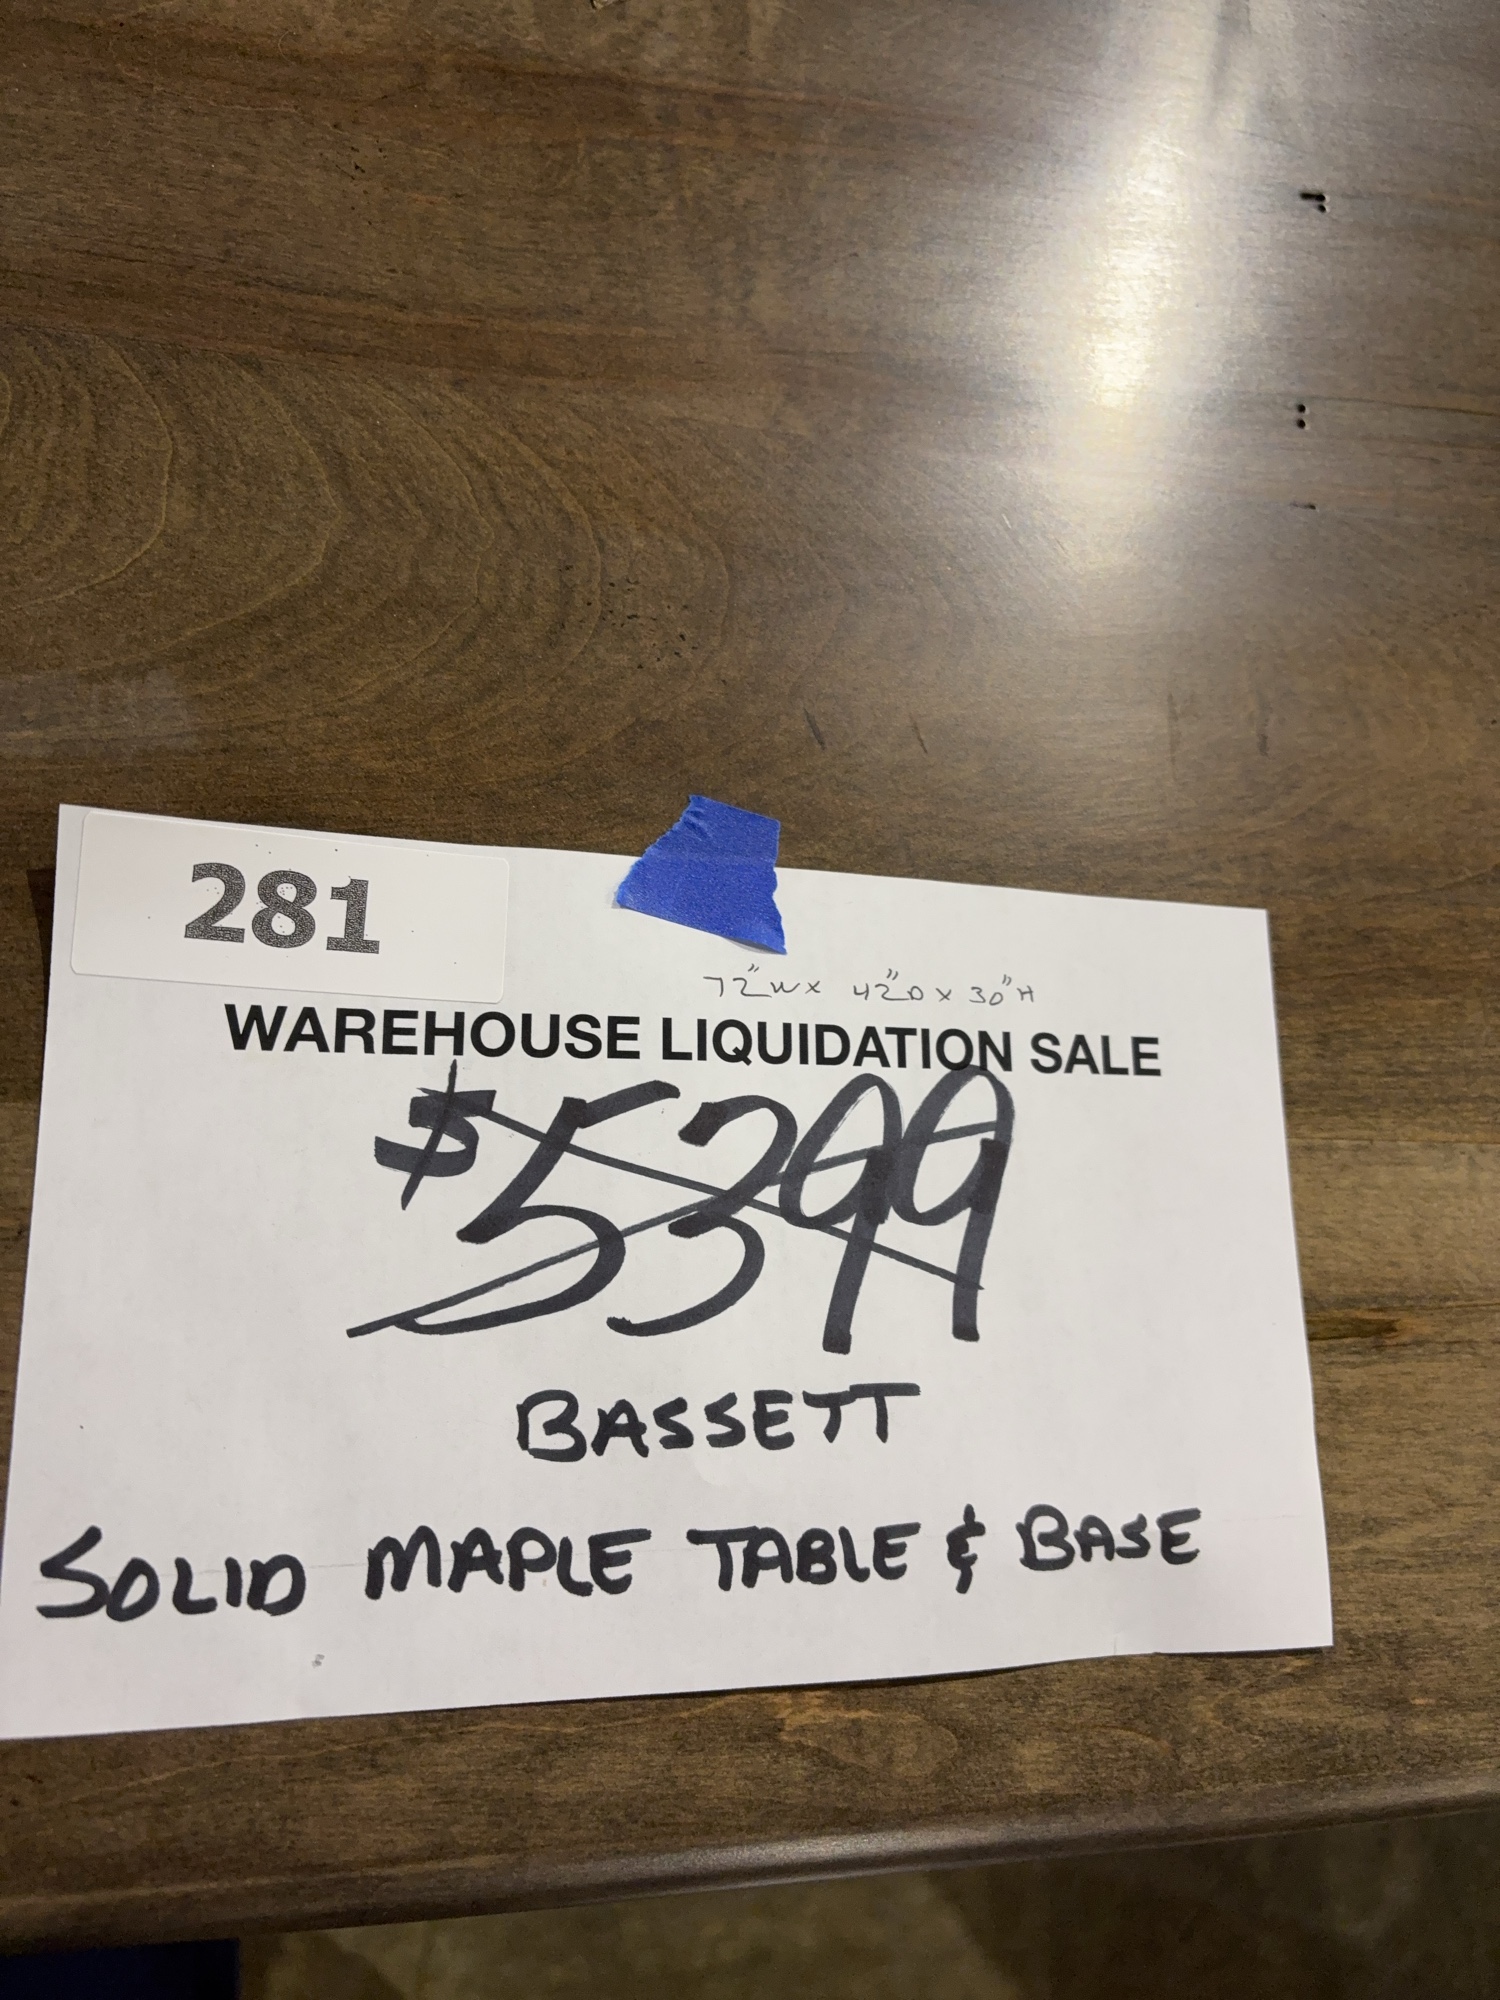 281
72"W x 42"D x 30"H
WAREHOUSE LIQUIDATION SALE
$5399
BASSETT
SOLID MAPLE TABLE & BASE